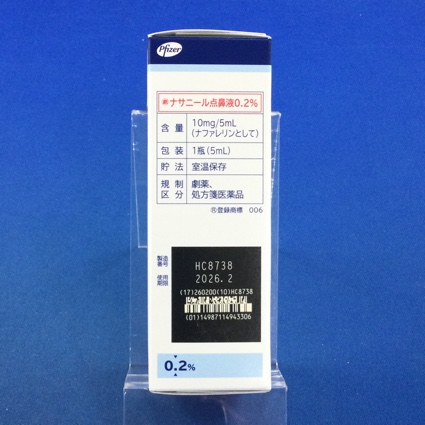 Pfizer
劇 ナサニール点鼻液0.2%
含 量 10mg/5mL
(ナファレリンとして)
包 装 1瓶(5mL)
貯 法 室温保存
規 制 劇薬、
区 分 処方箋医薬品
®登録商標 006
製造
番号 HC8738
使用
期限 2026.2
(17)260200(10)HC8738
(01)14987114943306
0.2%